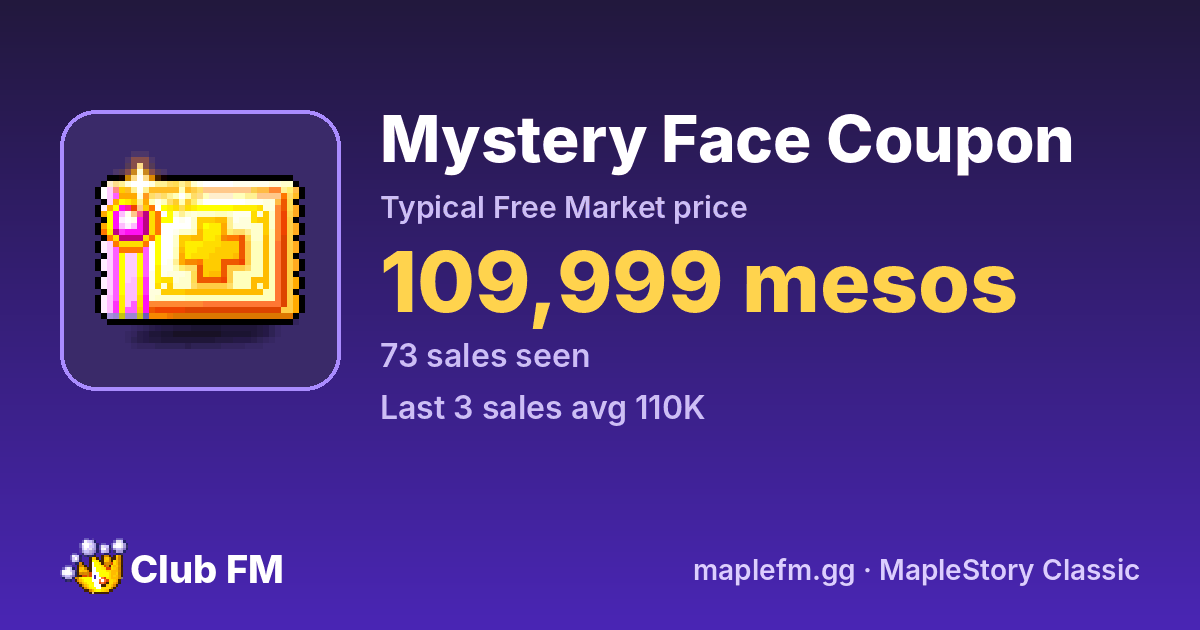 Mystery Face Coupon
Typical Free Market price
109,999 mesos
73 sales seen
Last 3 sales avg 110K
Club FM
maplefm.gg · MapleStory Classic